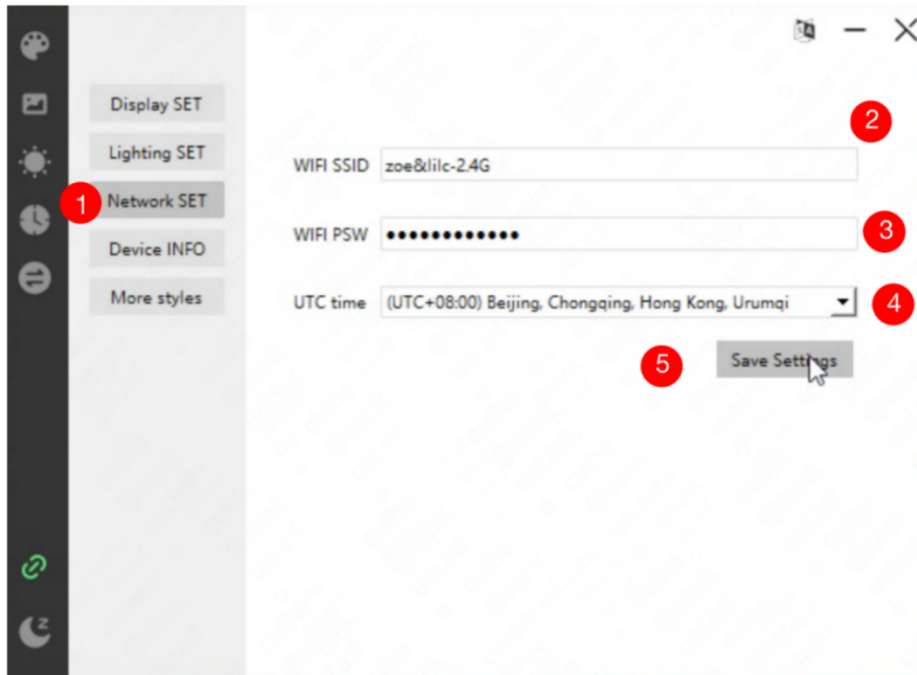 Display SET
Lighting SET
1 Network SET
Device INFO
More styles
2
WIFI SSID zoe&lilc-2.4G
WIFI PSW ●●●●●●●●●●●● 3
UTC time (UTC+08:00) Beijing, Chongqing, Hong Kong, Urumqi 4
5 Save Settings